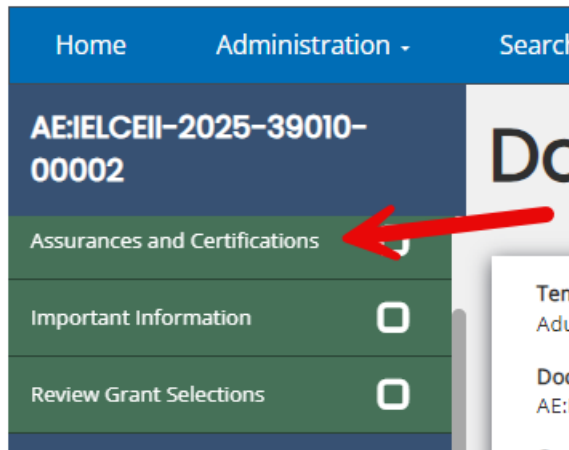 Home Administration Search
AE:IELCEII-2025-39010-
00002
Assurances and Certifications
Important Information
Review Grant Selections
Do
Ten
Adu
Doc
AE: